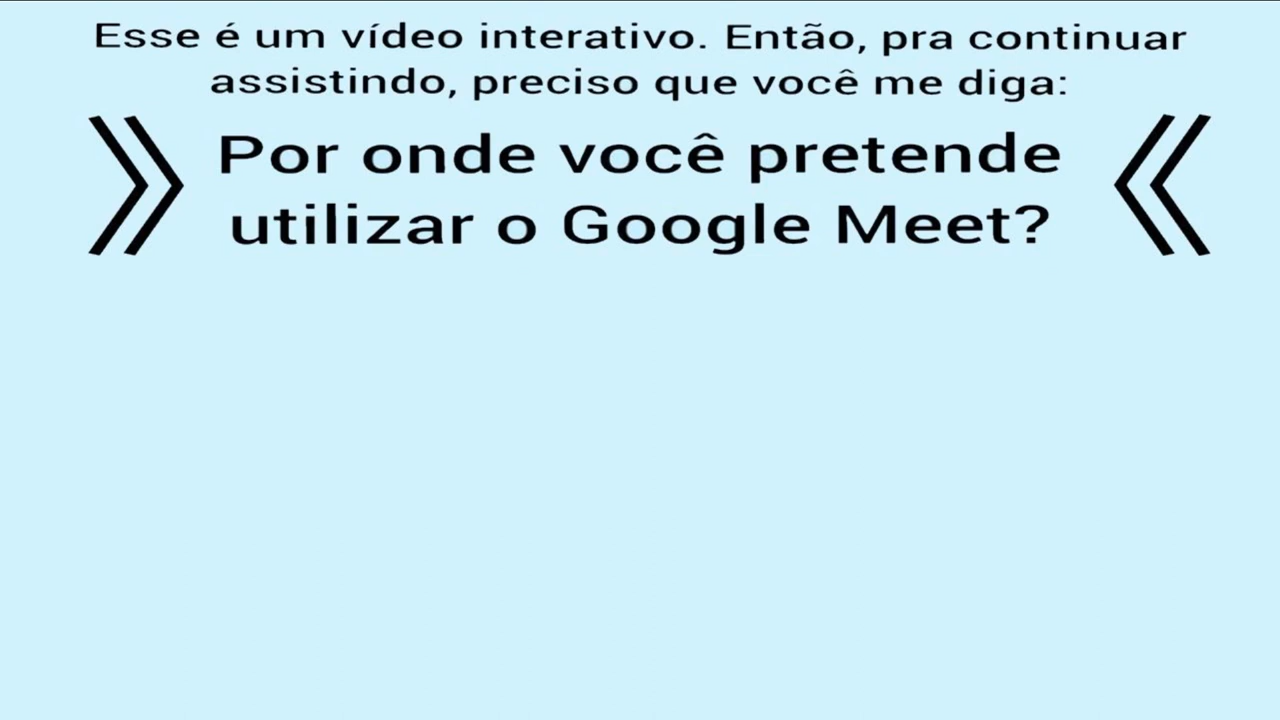 Esse é um vídeo interativo. Então, pra continuar
assistindo, preciso que você me diga:
Por onde você pretende
utilizar o Google Meet?